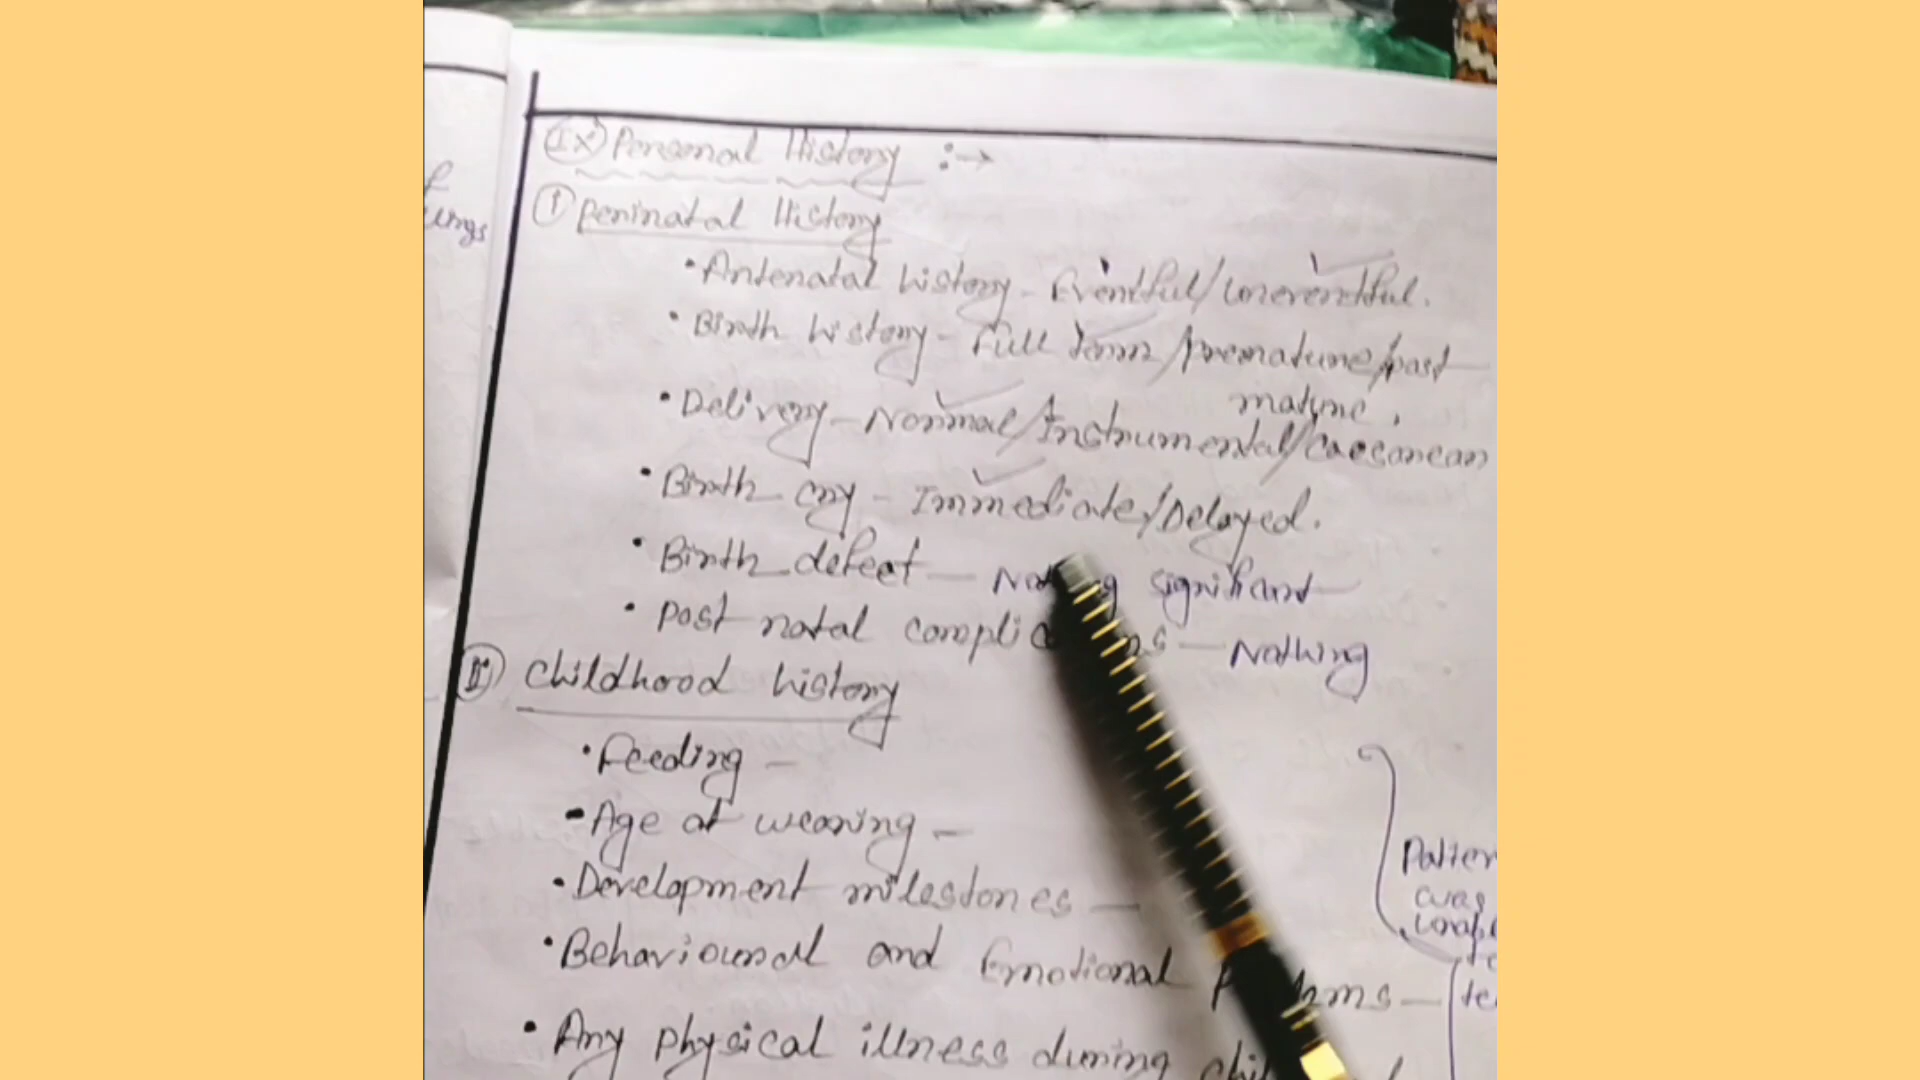 IX Personal History :→
i Perinatal History
• Antenatal history - Eventful/Uneventful.
• Birth history - Full term/premature/post
mature.
• Delivery - Normal/Instrumental/Caesarean
• Birth cry - Immediate/Delayed.
• Birth defect - Nothing significant
• Post natal complications - Nothing
II Childhood history
• Feeding -
- Age at weaning -
• Development milestones -
• Behavioural and Emotional -
• Any physical illness during